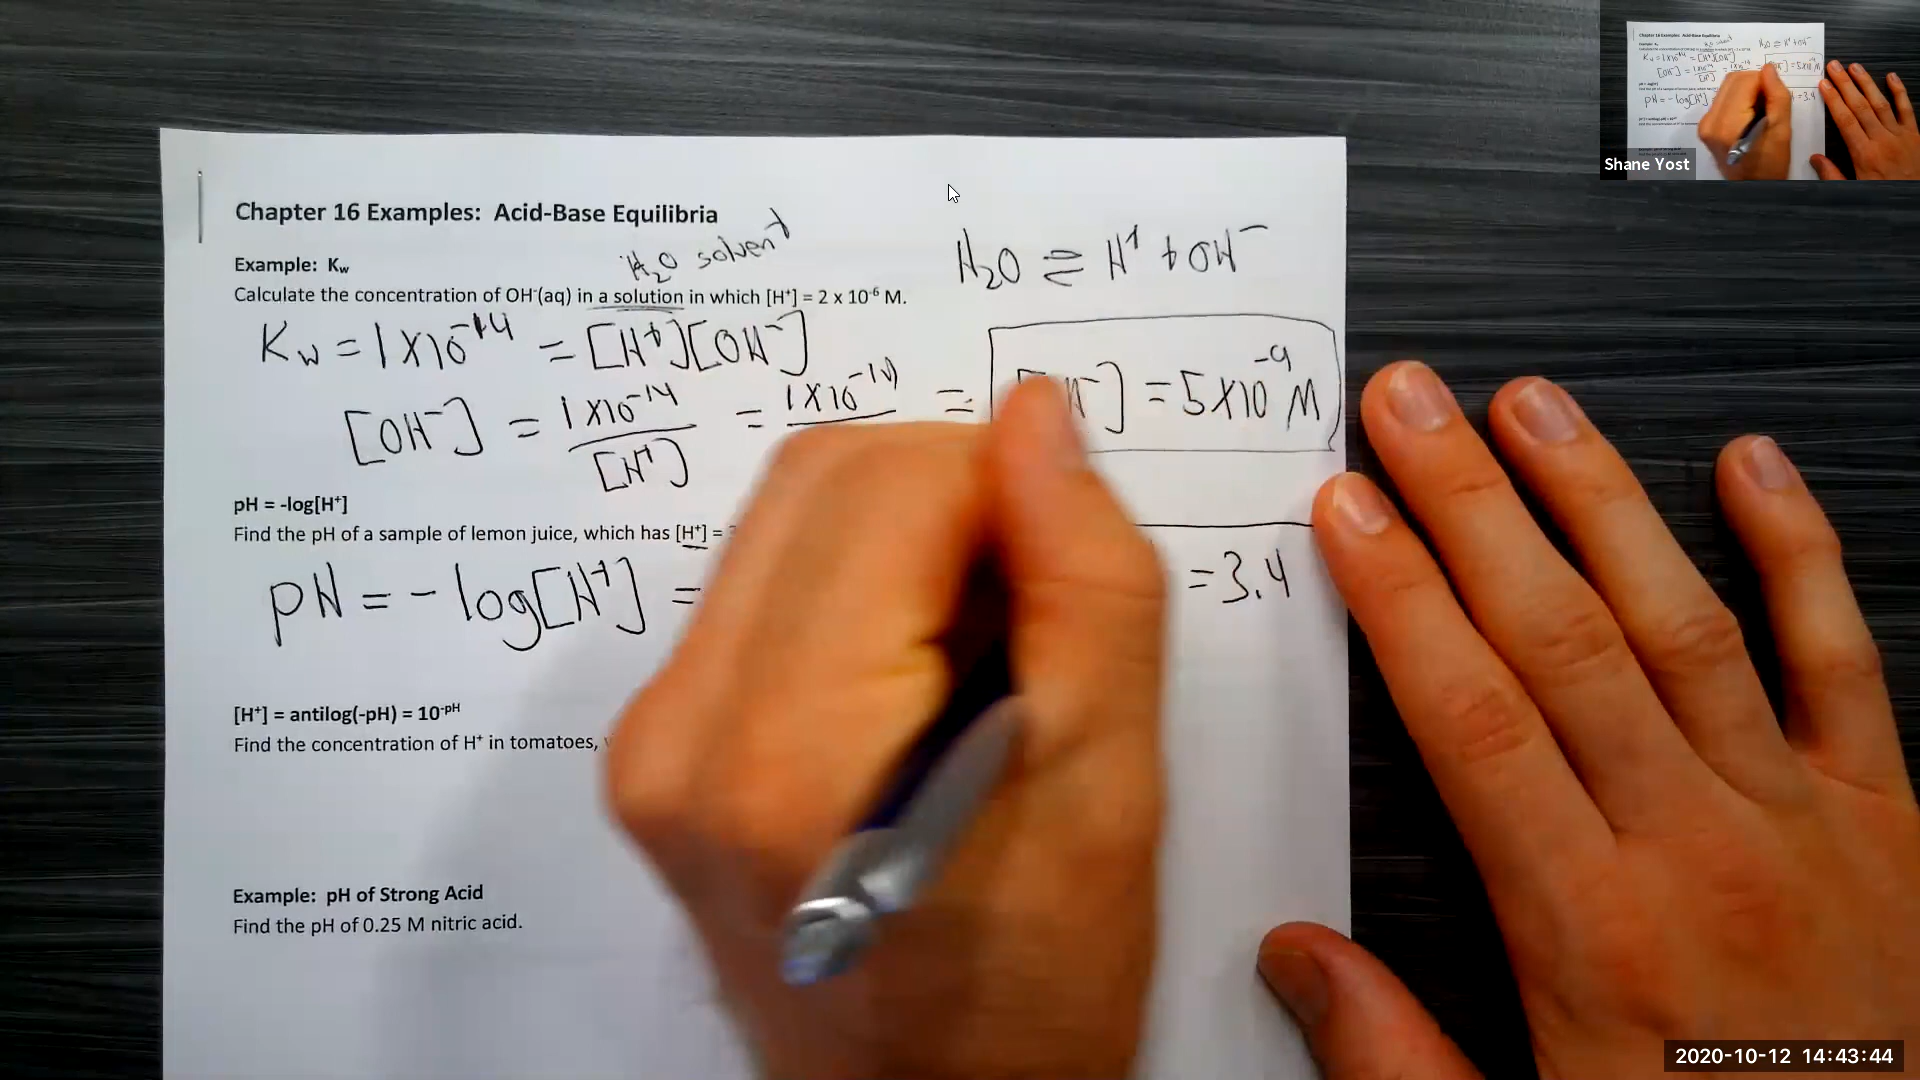 Chapter 16 Examples: Acid-Base Equilibria
H₂O solvent
H₂O ⇌ H⁺ + OH⁻
Example: Kw
Calculate the concentration of OH⁻(aq) in a solution in which [H⁺] = 2 x 10⁻⁶ M.
Kw = 1 X10⁻¹⁴ = [H⁺][OH⁻]
[OH⁻] = 1 X10⁻¹⁴ / [H⁺] = 1 X 10⁻¹⁴ = ] = 5 X10⁻⁹ M
pH = -log[H⁺]
Find the pH of a sample of lemon juice, which has [H⁺] =
pH = - log[H⁺] = = 3.4
[H⁺] = antilog(-pH) = 10⁻ᵖᴴ
Find the concentration of H⁺ in tomatoes,
Example: pH of Strong Acid
Find the pH of 0.25 M nitric acid.
Shane Yost
2020-10-12 14:43:44